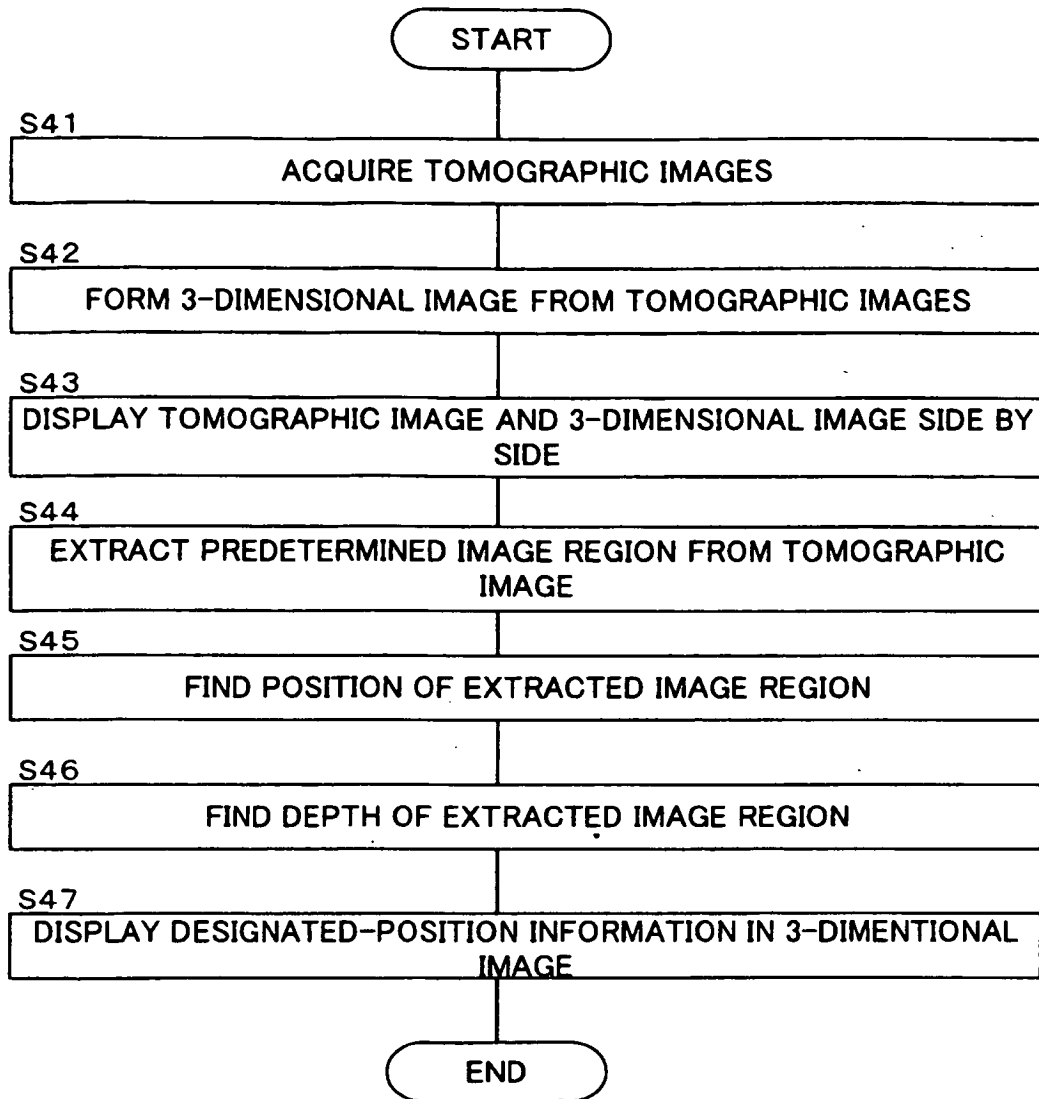 START
S41
ACQUIRE TOMOGRAPHIC IMAGES
S42
FORM 3-DIMENSIONAL IMAGE FROM TOMOGRAPHIC IMAGES
S43
DISPLAY TOMOGRAPHIC IMAGE AND 3-DIMENSIONAL IMAGE SIDE BY
SIDE
S44
EXTRACT PREDETERMINED IMAGE REGION FROM TOMOGRAPHIC
IMAGE
S45
FIND POSITION OF EXTRACTED IMAGE REGION
S46
FIND DEPTH OF EXTRACTED IMAGE REGION
S47
DISPLAY DESIGNATED-POSITION INFORMATION IN 3-DIMENTIONAL
IMAGE
END